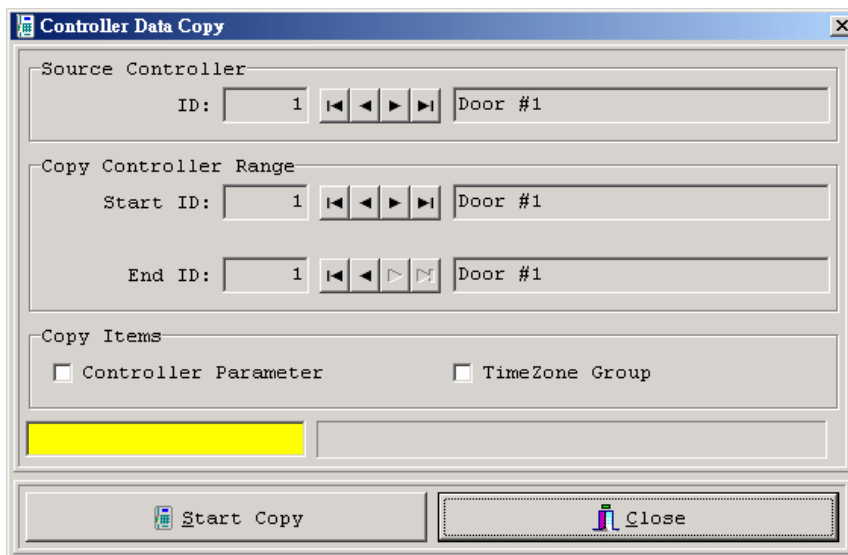 Controller Data Copy
Source Controller
ID: 1 Door #1
Copy Controller Range
Start ID: 1 Door #1
End ID: 1 Door #1
Copy Items
Controller Parameter TimeZone Group
Start Copy Close